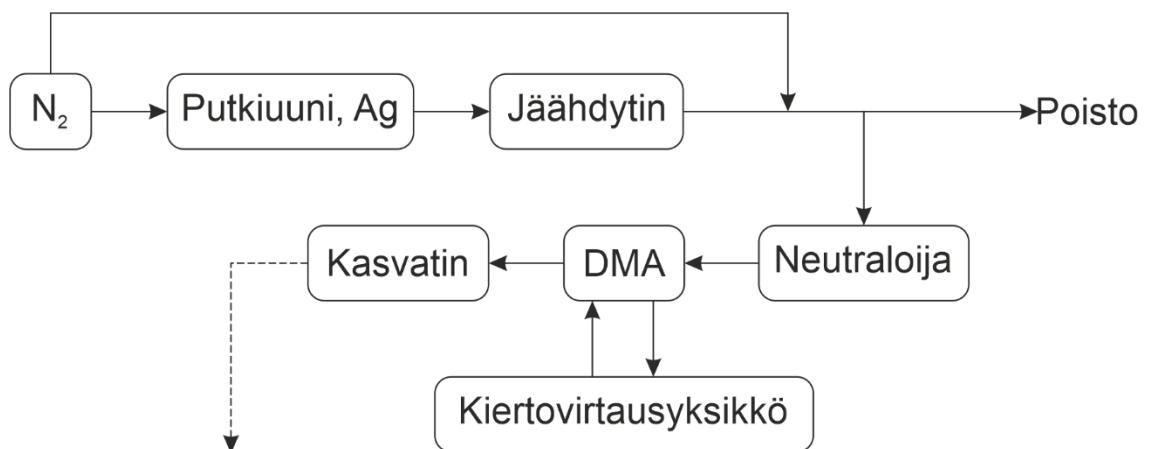 N₂
Putkiuuni, Ag
Jäähdytin
Poisto
Kasvatin
DMA
Neutraloija
Kiertovirtausyksikkö